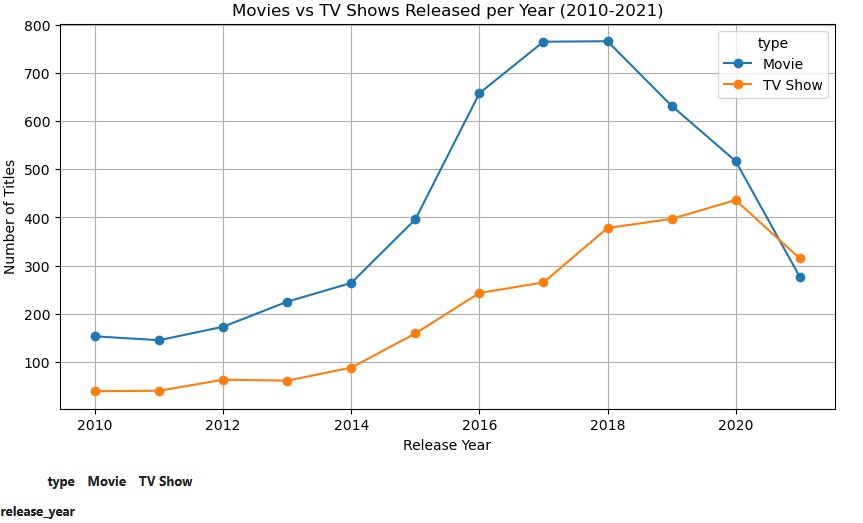 Movies vs TV Shows Released per Year (2010-2021)
800
700
600
500
400
300
200
100
Number of Titles
type
Movie
TV Show
2010 2012 2014 2016 2018 2020
Release Year
type Movie TV Show
release_year